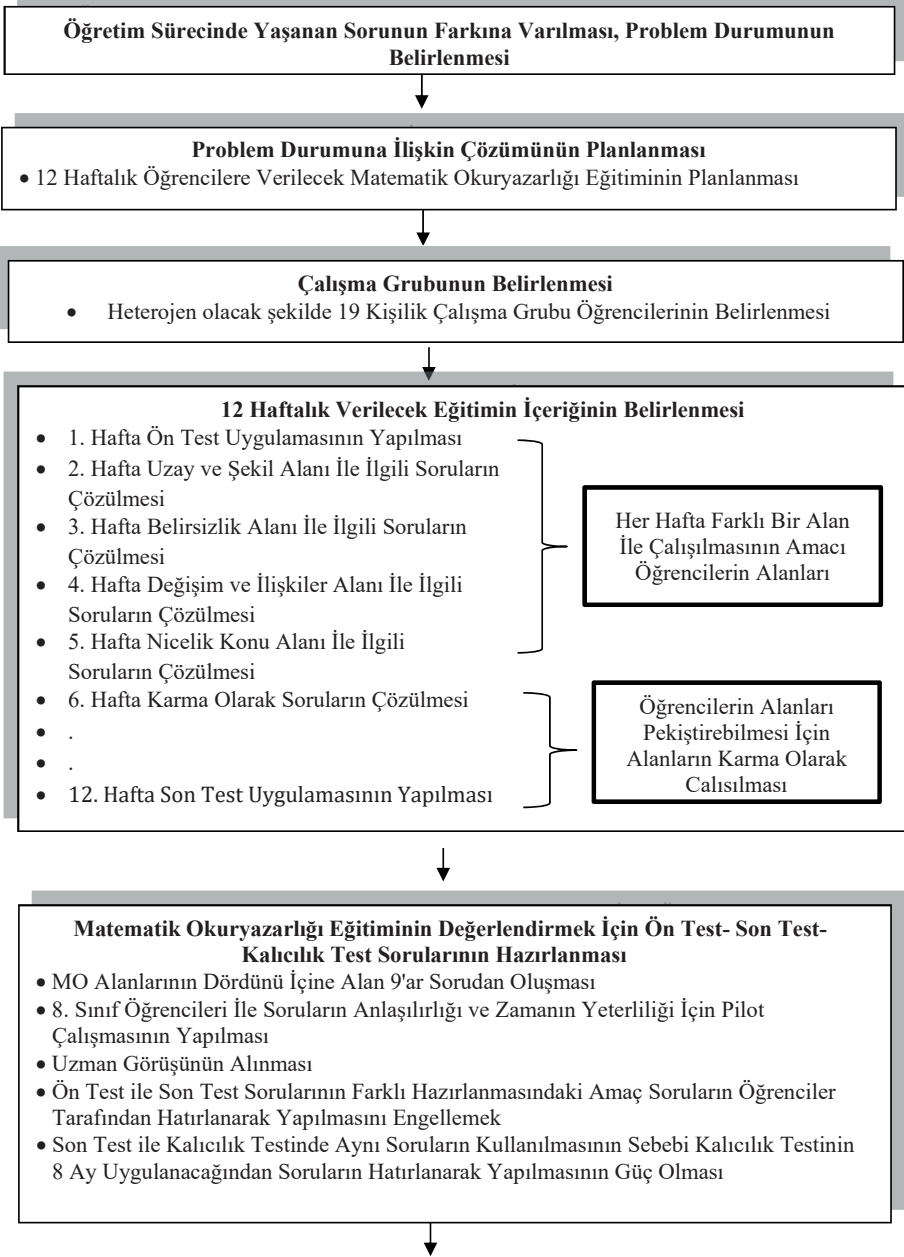 Öğretim Sürecinde Yaşanan Sorunun Farkına Varılması, Problem Durumunun
Belirlenmesi
Problem Durumuna İlişkin Çözümünün Planlanması
• 12 Haftalık Öğrencilere Verilecek Matematik Okuryazarlığı Eğitiminin Planlanması
Çalışma Grubunun Belirlenmesi
• Heterojen olacak şekilde 19 Kişilik Çalışma Grubu Öğrencilerinin Belirlenmesi
12 Haftalık Verilecek Eğitimin İçeriğinin Belirlenmesi
• 1. Hafta Ön Test Uygulamasının Yapılması
• 2. Hafta Uzay ve Şekil Alanı İle İlgili Soruların
Çözülmesi
• 3. Hafta Belirsizlik Alanı İle İlgili Soruların
Çözülmesi
• 4. Hafta Değişim ve İlişkiler Alanı İle İlgili
Soruların Çözülmesi
• 5. Hafta Nicelik Konu Alanı İle İlgili
Soruların Çözülmesi
Her Hafta Farklı Bir Alan
İle Çalışılmasının Amacı
Öğrencilerin Alanları
• 6. Hafta Karma Olarak Soruların Çözülmesi
• .
• .
• 12. Hafta Son Test Uygulamasının Yapılması
Öğrencilerin Alanları
Pekiştirebilmesi İçin
Alanların Karma Olarak
Calısılması
Matematik Okuryazarlığı Eğitiminin Değerlendirmek İçin Ön Test- Son Test-
Kalıcılık Test Sorularının Hazırlanması
• MO Alanlarının Dördünü İçine Alan 9'ar Sorudan Oluşması
• 8. Sınıf Öğrencileri İle Soruların Anlaşılırlığı ve Zamanın Yeterliliği İçin Pilot
Çalışmasının Yapılması
• Uzman Görüşünün Alınması
• Ön Test ile Son Test Sorularının Farklı Hazırlanmasındaki Amaç Soruların Öğrenciler
Tarafından Hatırlanarak Yapılmasını Engellemek
• Son Test ile Kalıcılık Testinde Aynı Soruların Kullanılmasının Sebebi Kalıcılık Testinin
8 Ay Uygulanacağından Soruların Hatırlanarak Yapılmasının Güç Olması